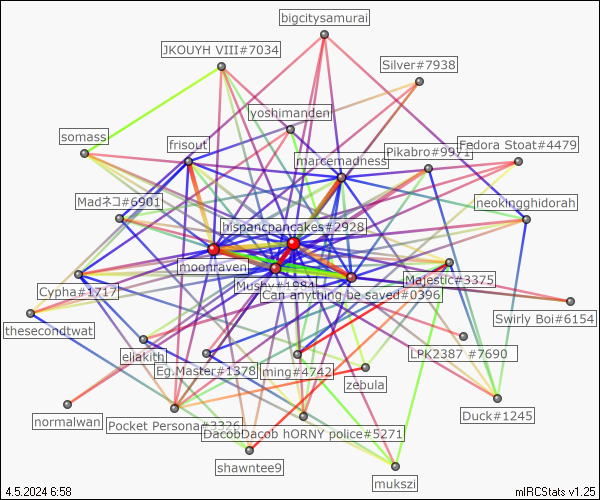 bigcitysamurai
JKOUYH VIII#7034
Silver#7938
yoshimanden
somass
frisout
marcemadness
Pikabro#9971
Fedora Stoat#4479
Madネコ#6901
neokingghidorah
hispancpancakes#2928
moonraven
Mushy#1984
Majestic#3375
Cypha#1717
Can anything be saved#0396
Swirly Boi#6154
thesecondtwat
eliakith
LPK2387 #7690
Eg.Master#1378
ming#4742
zebula
normalwan
Pocket Persona#3326
Duck#1245
DacobDacob hORNY police#5271
shawntee9
mukszi
4.5.2024 6:58
mIRCStats v1.25